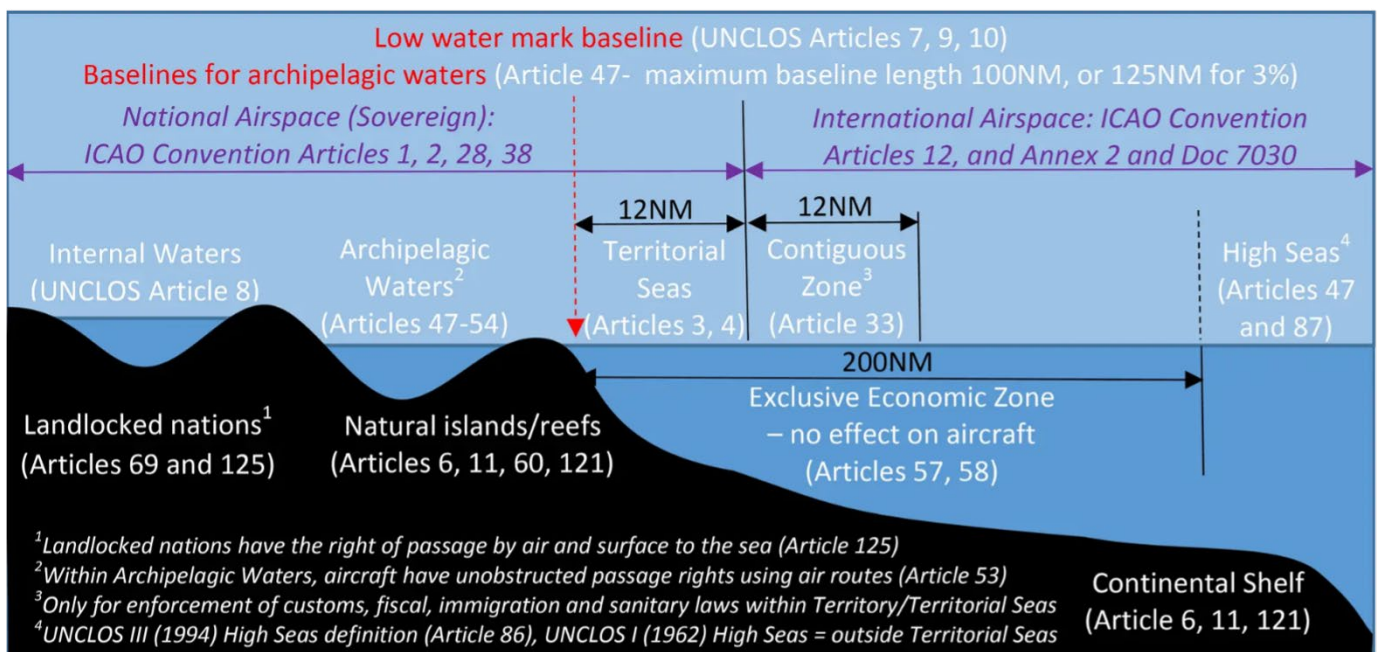 Low water mark baseline (UNCLOS Articles 7, 9, 10)
Baselines for archipelagic waters (Article 47-  maximum baseline length 100NM, or 125NM for 3%)
National Airspace (Sovereign):
ICAO Convention Articles 1, 2, 28, 38
International Airspace: ICAO Convention
Articles 12, and Annex 2 and Doc 7030
12NM
12NM
Internal Waters
(UNCLOS Article 8)
Archipelagic
Waters²
(Articles 47-54)
Territorial
Seas
(Articles 3, 4)
Contiguous
Zone³
(Article 33)
High Seas⁴
(Articles 47
and 87)
200NM
Exclusive Economic Zone
– no effect on aircraft
(Articles 57, 58)
Landlocked nations¹
(Articles 69 and 125)
Natural islands/reefs
(Articles 6, 11, 60, 121)
¹Landlocked nations have the right of passage by air and surface to the sea (Article 125)
²Within Archipelagic Waters, aircraft have unobstructed passage rights using air routes (Article 53)
³Only for enforcement of customs, fiscal, immigration and sanitary laws within Territory/Territorial Seas
⁴UNCLOS III (1994) High Seas definition (Article 86), UNCLOS I (1962) High Seas = outside Territorial Seas
Continental Shelf
(Article 6, 11, 121)